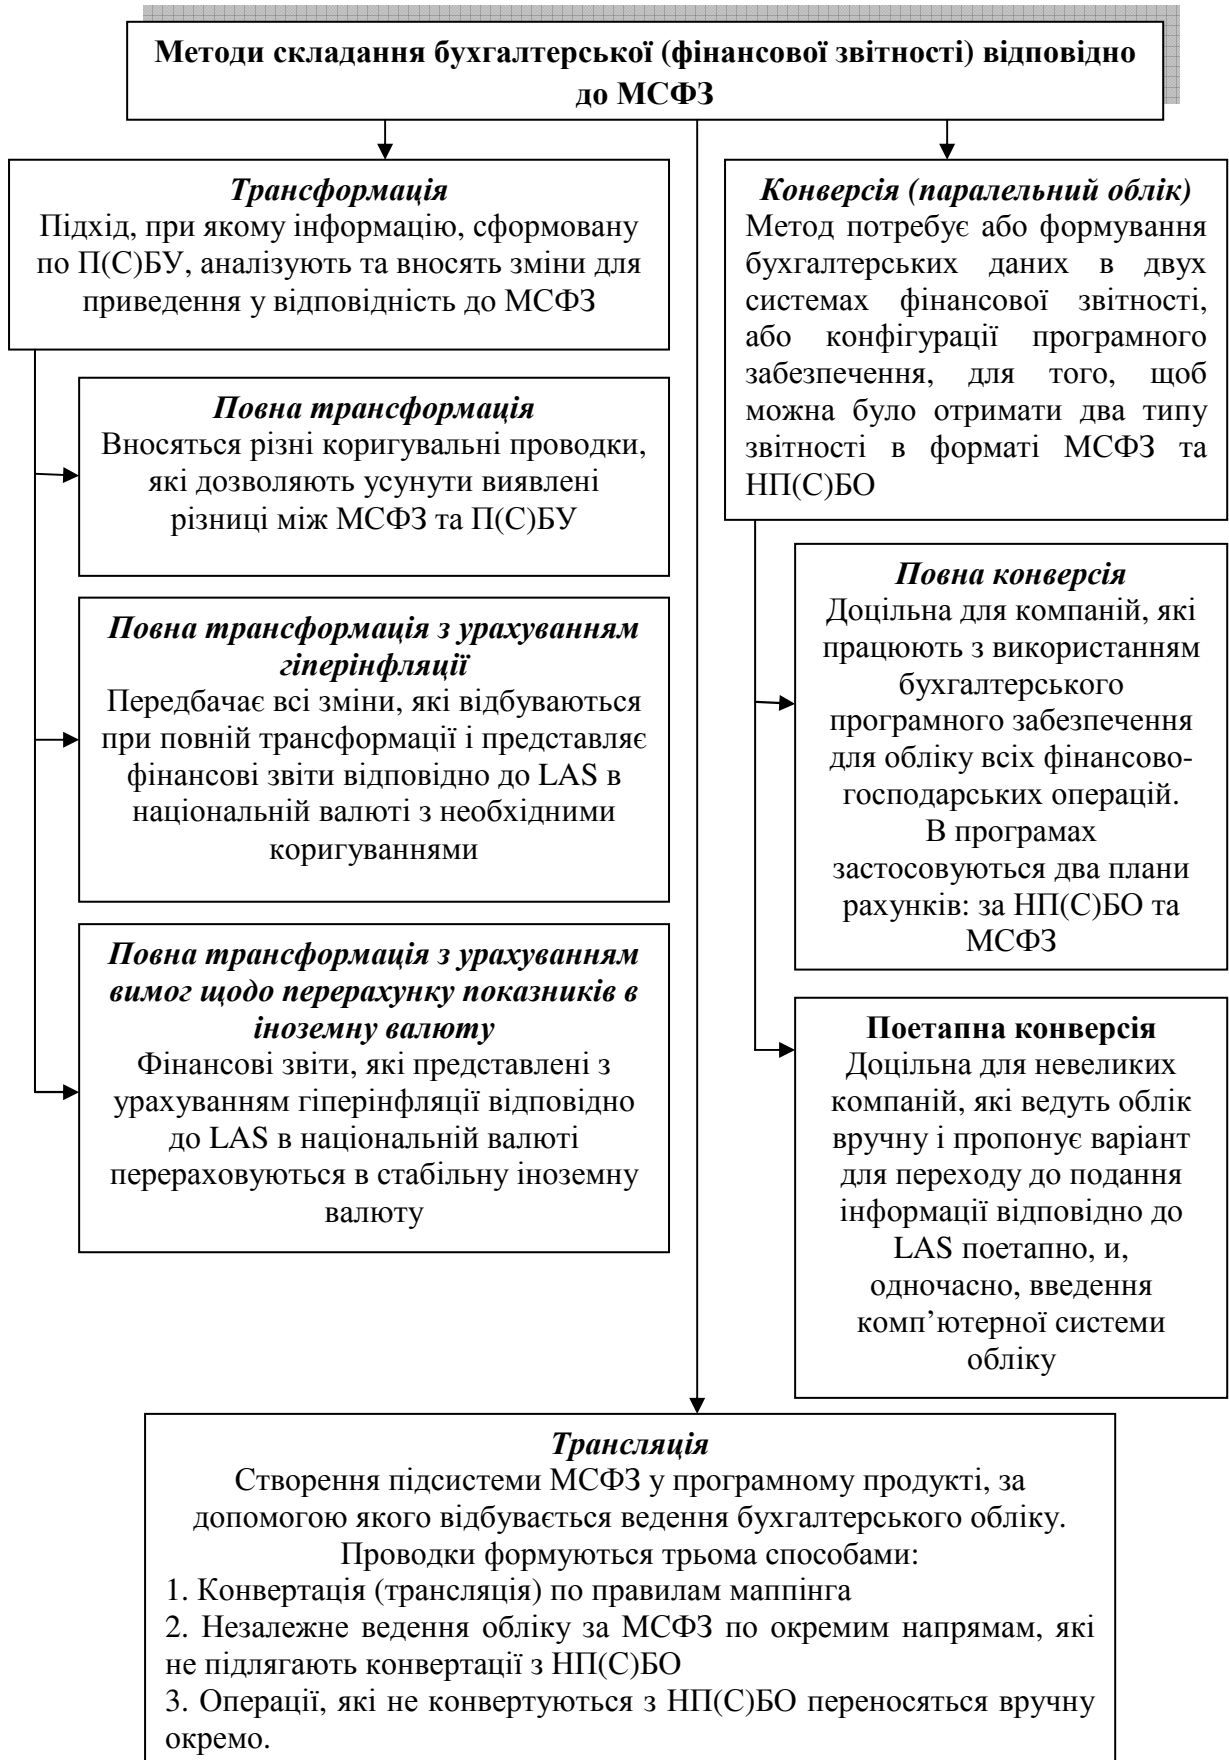 Методи складання бухгалтерської (фінансової звітності) відповідно
до МСФЗ
Трансформація
Підхід, при якому інформацію, сформовану
по П(С)БУ, аналізують та вносять зміни для
приведення у відповідність до МСФЗ
Повна трансформація
Вносяться різні коригувальні проводки,
які дозволяють усунути виявлені
різниці між МСФЗ та П(С)БУ
Повна трансформація з урахуванням
гіперінфляції
Передбачає всі зміни, які відбуваються
при повній трансформації і представляє
фінансові звіти відповідно до LAS в
національній валюті з необхідними
коригуваннями
Повна трансформація з урахуванням
вимог щодо перерахунку показників в
іноземну валюту
Фінансові звіти, які представлені з
урахуванням гіперінфляції відповідно
до LAS в національній валюті
перераховуються в стабільну іноземну
валюту
Конверсія (паралельний облік)
Метод потребує або формування
бухгалтерських даних в двух
системах фінансової звітності,
або конфігурації програмного
забезпечення, для того, щоб
можна було отримати два типу
звітності в форматі МСФЗ та
НП(С)БО
Повна конверсія
Доцільна для компаній, які
працюють з використанням
бухгалтерського
програмного забезпечення
для обліку всіх фінансово-
господарських операцій.
В програмах
застосовуються два плани
рахунків: за НП(С)БО та
МСФЗ
Поетапна конверсія
Доцільна для невеликих
компаній, які ведуть облік
вручну і пропонує варіант
для переходу до подання
інформації відповідно до
LAS поетапно, и,
одночасно, введення
комп’ютерної системи
обліку
Трансляція
Створення підсистеми МСФЗ у програмному продукті, за
допомогою якого відбувається ведення бухгалтерського обліку.
Проводки формуються трьома способами:
1. Конвертація (трансляція) по правилам маппінга
2. Незалежне ведення обліку за МСФЗ по окремим напрямам, які
не підлягають конвертації з НП(С)БО
3. Операції, які не конвертуються з НП(С)БО переносяться вручну
окремо.